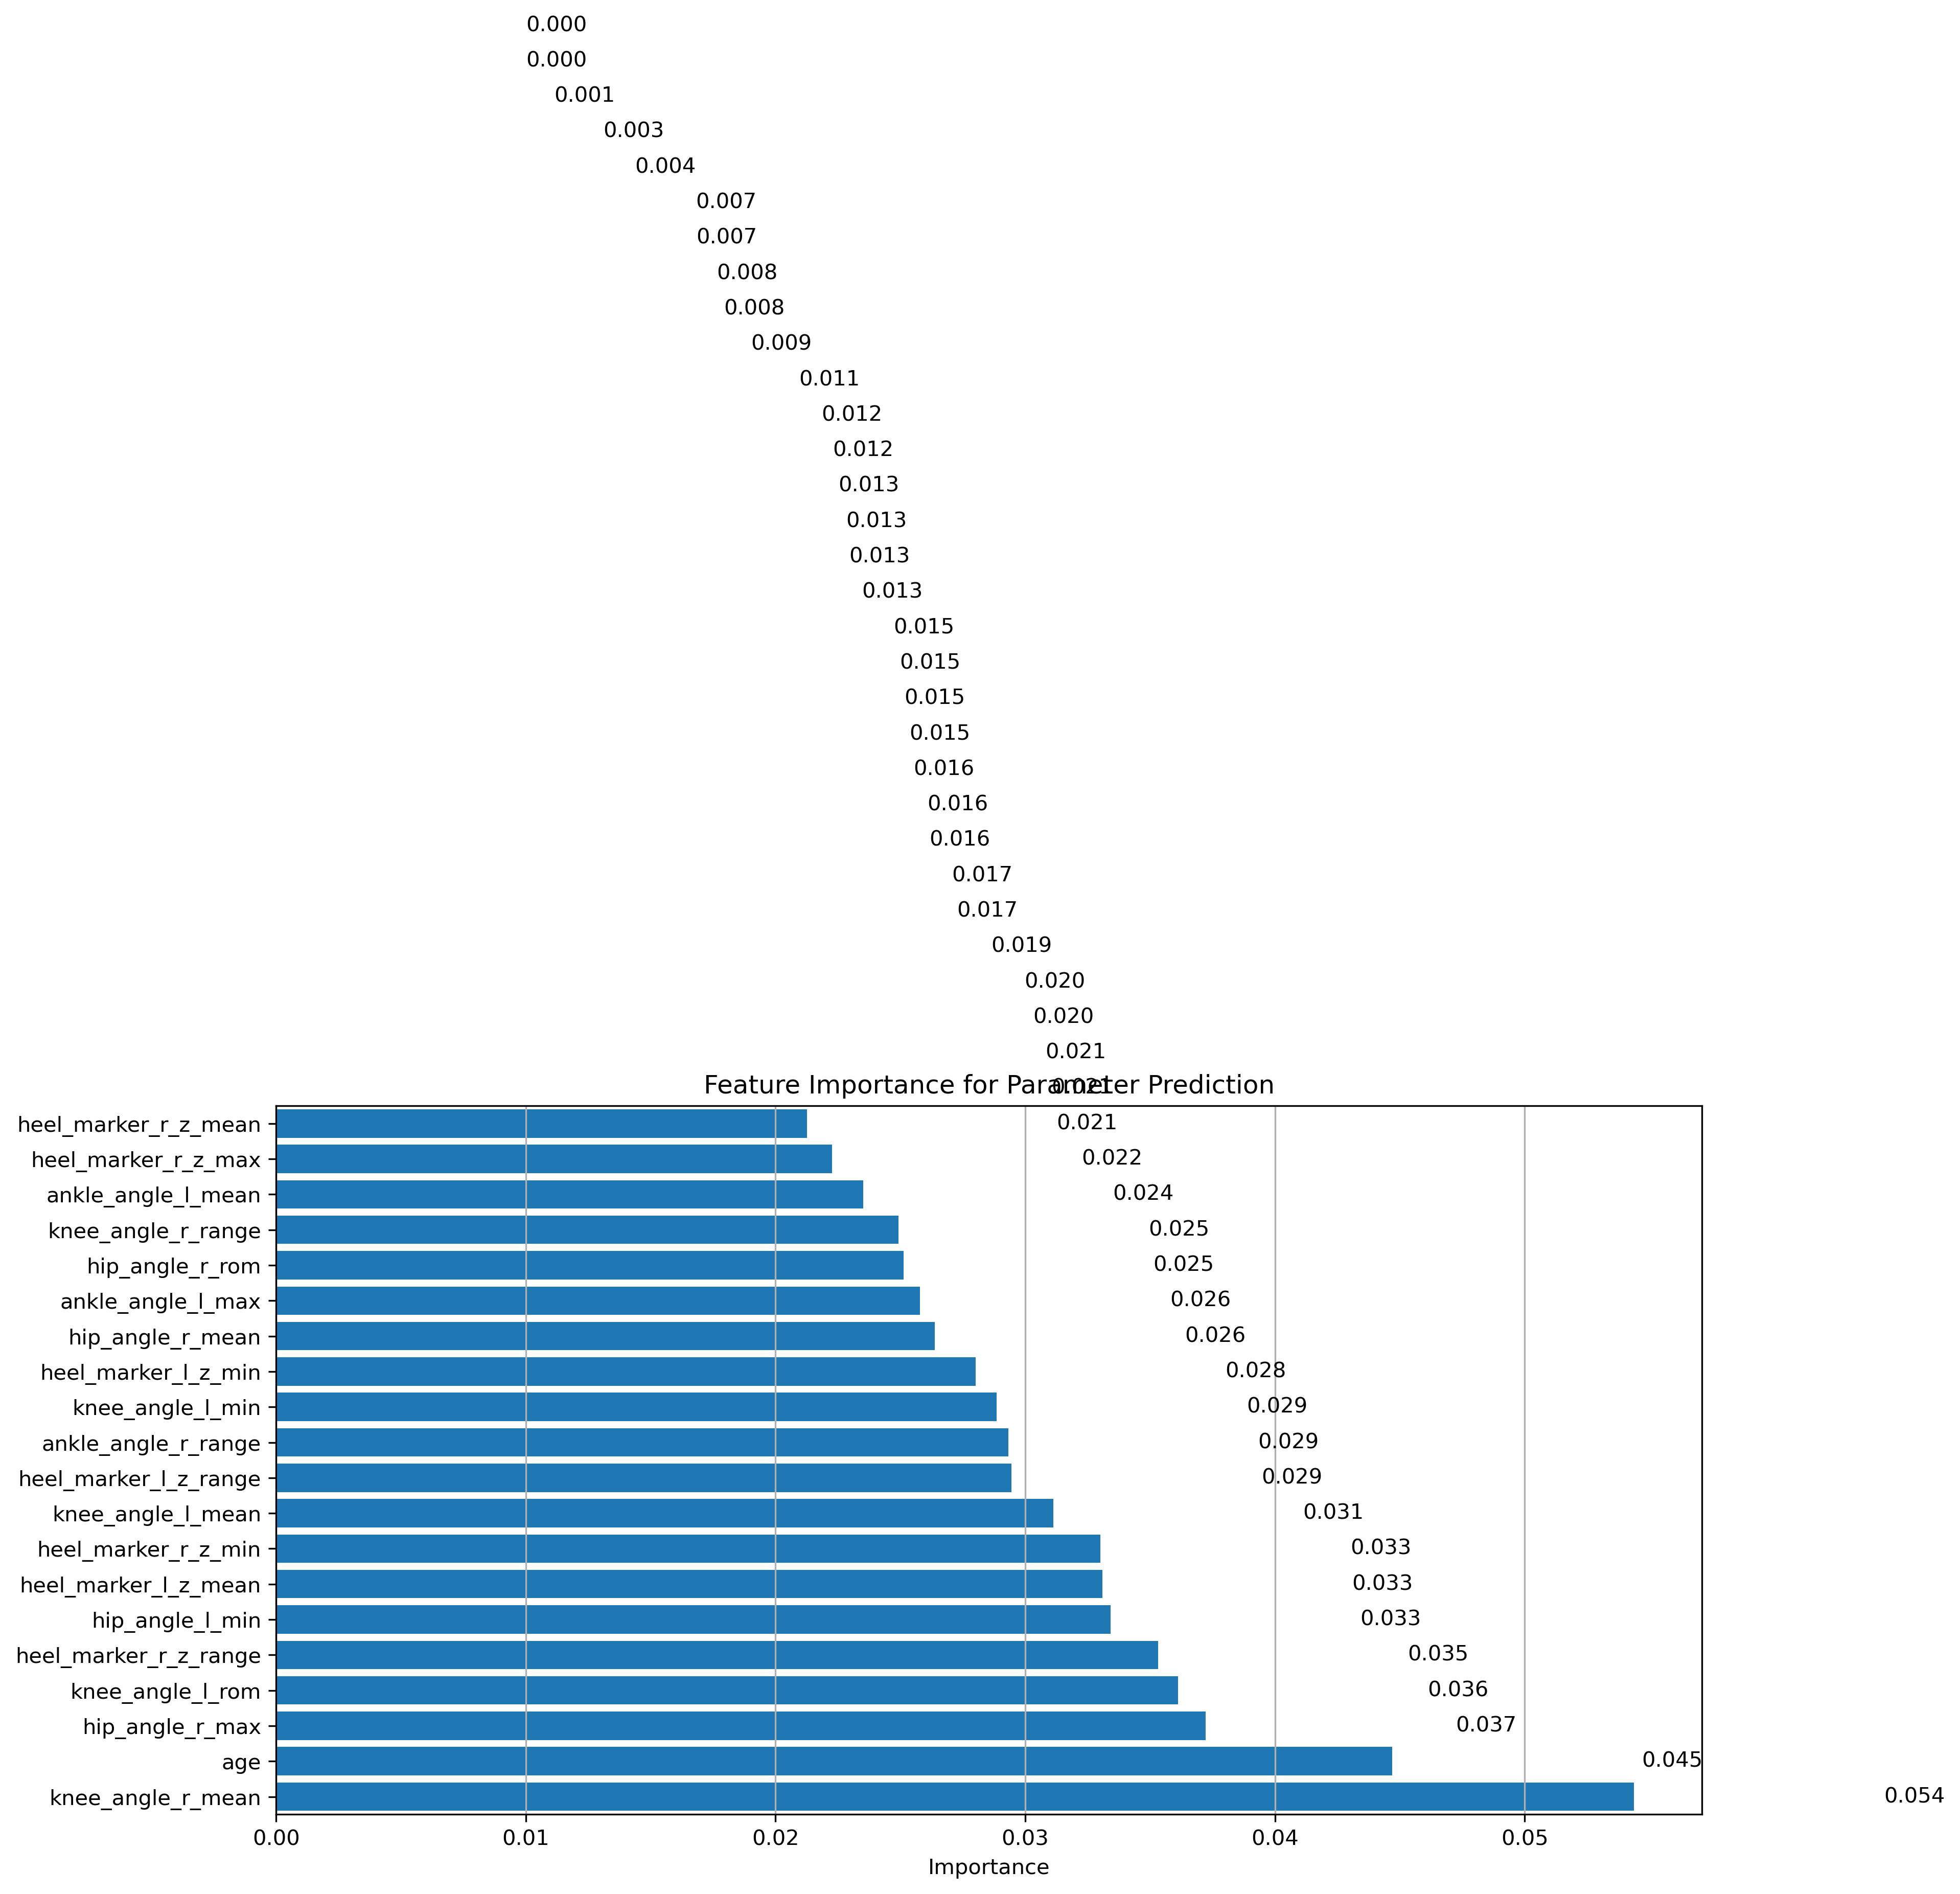 0.000
0.000
0.001
0.003
0.004
0.007
0.007
0.008
0.008
0.009
0.011
0.012
0.012
0.013
0.013
0.013
0.013
0.015
0.015
0.015
0.015
0.016
0.016
0.016
0.017
0.017
0.019
0.020
0.020
0.021
0.021
Feature Importance for Parameter Prediction
heel_marker_r_z_mean 0.021
heel_marker_r_z_max 0.022
ankle_angle_l_mean 0.024
knee_angle_r_range 0.025
hip_angle_r_rom 0.025
ankle_angle_l_max 0.026
hip_angle_r_mean 0.026
heel_marker_l_z_min 0.028
knee_angle_l_min 0.029
ankle_angle_r_range 0.029
heel_marker_l_z_range 0.029
knee_angle_l_mean 0.031
heel_marker_r_z_min 0.033
heel_marker_l_z_mean 0.033
hip_angle_l_min 0.033
heel_marker_r_z_range 0.035
knee_angle_l_rom 0.036
hip_angle_r_max 0.037
age 0.045
knee_angle_r_mean 0.054
0.00 0.01 0.02 0.03 0.04 0.05
Importance